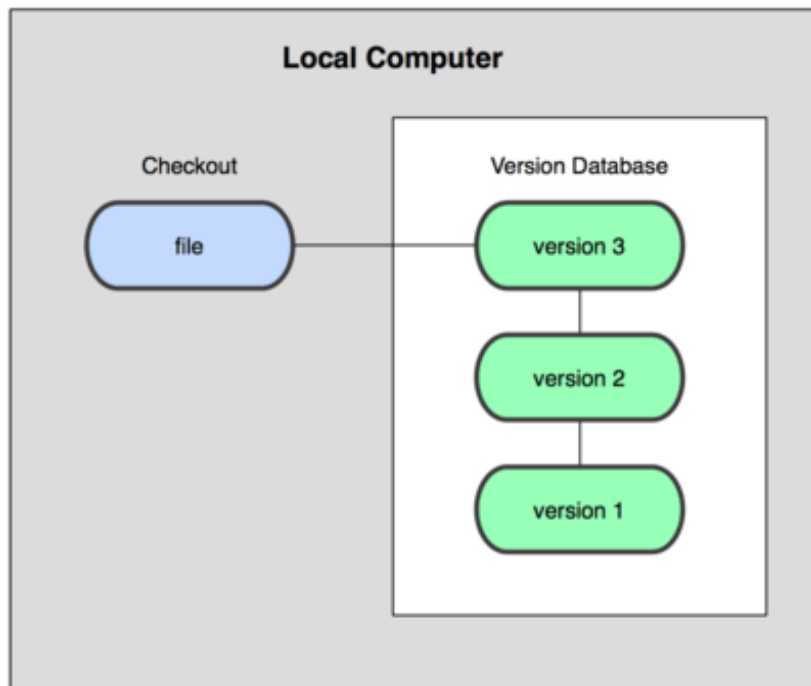 Local Computer
Checkout
Version Database
file
version 3
version 2
version 1